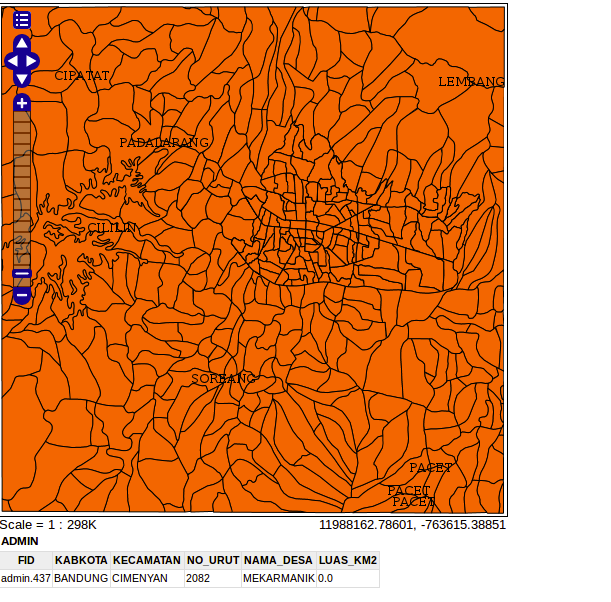 CIPATAT
LEMBANG
PADALARANG
CILILIN
SOREANG
PACET
PACET
PACET
Scale = 1 : 298K 11988162.78601, -763615.38851
ADMIN
FID KABKOTA KECAMATAN NO_URUT NAMA_DESA LUAS_KM2
admin.437 BANDUNG CIMENYAN 2082 MEKARMANIK 0.0